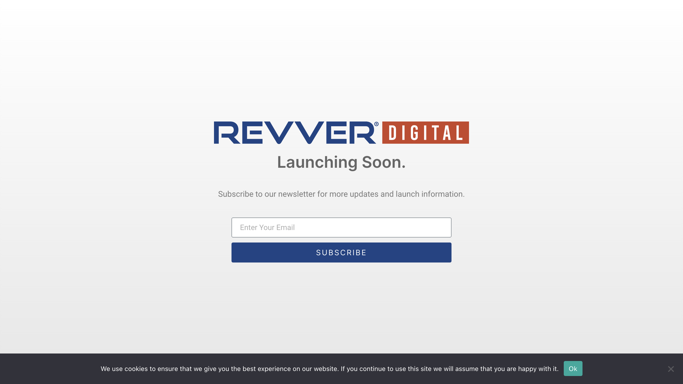 REVVER® DIGITAL
Launching Soon.
Subscribe to our newsletter for more updates and launch information.
Enter Your Email
SUBSCRIBE
We use cookies to ensure that we give you the best experience on our website. If you continue to use this site we will assume that you are happy with it. Ok